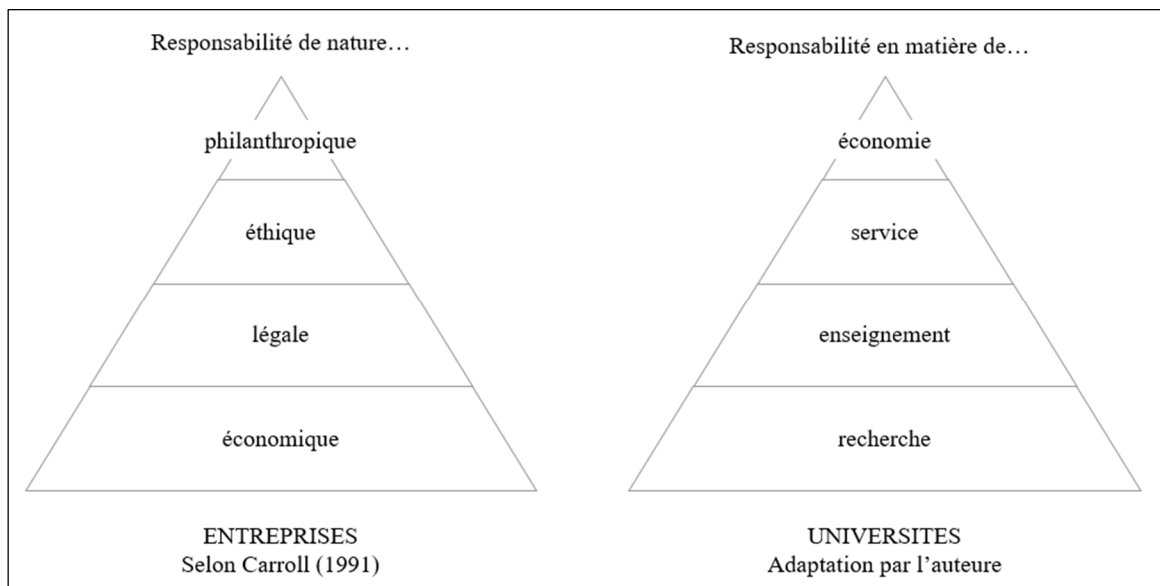 Responsabilité de nature…
philanthropique
éthique
légale
économique
ENTREPRISES
Selon Carroll (1991)
Responsabilité en matière de…
économie
service
enseignement
recherche
UNIVERSITES
Adaptation par l’auteure